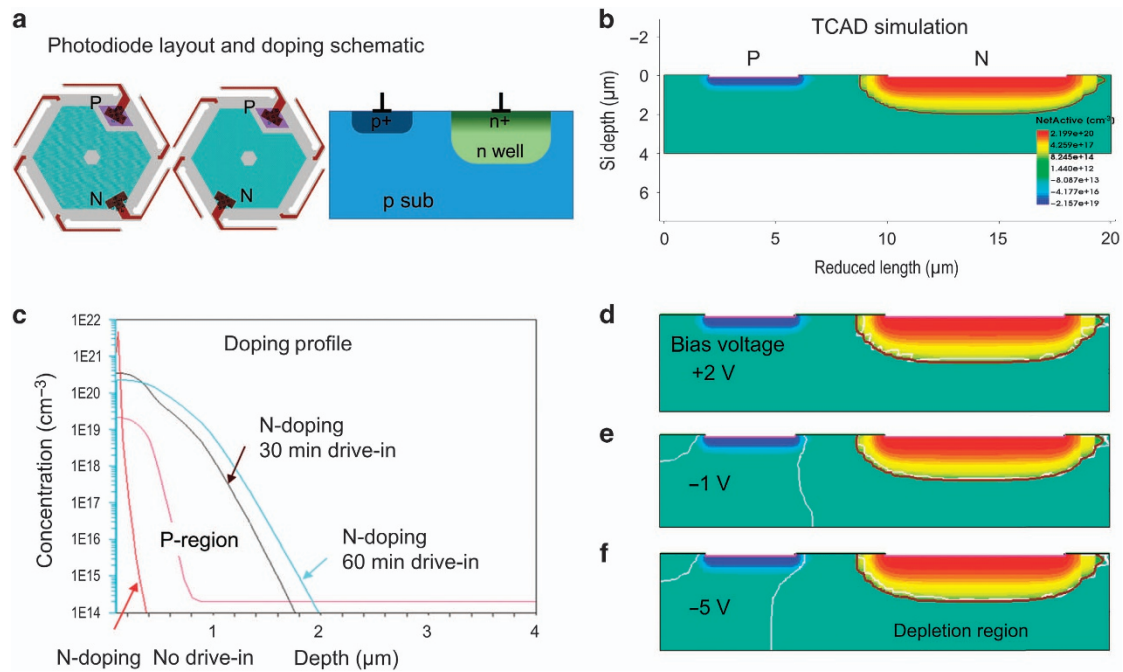 a
Photodiode layout and doping schematic
P
N
P
N
p+
n+
n well
p sub
b
TCAD simulation
P
N
Si depth (µm)
−2
0
2
4
6
NetActive (cm⁻³)
2.199e+20
4.259e+17
8.245e+14
1.440e+12
−8.087e+13
−4.177e+16
−2.157e+19
0
5
10
15
20
Reduced length (µm)
c
Doping profile
Concentration (cm⁻³)
1E22
1E21
1E20
1E19
1E18
1E17
1E16
1E15
1E14
N-doping
30 min drive-in
P-region
N-doping
60 min drive-in
1
2
3
4
N-doping
No drive-in
Depth (µm)
d
Bias voltage
+2 V
e
−1 V
f
−5 V
Depletion region